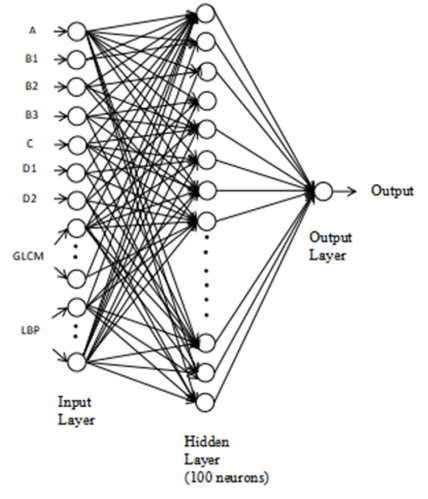 A
B1
B2
B3
C
D1
D2
GLCM
LBP
Input
Layer
Hidden
Layer
(100 neurons)
Output
Output
Layer